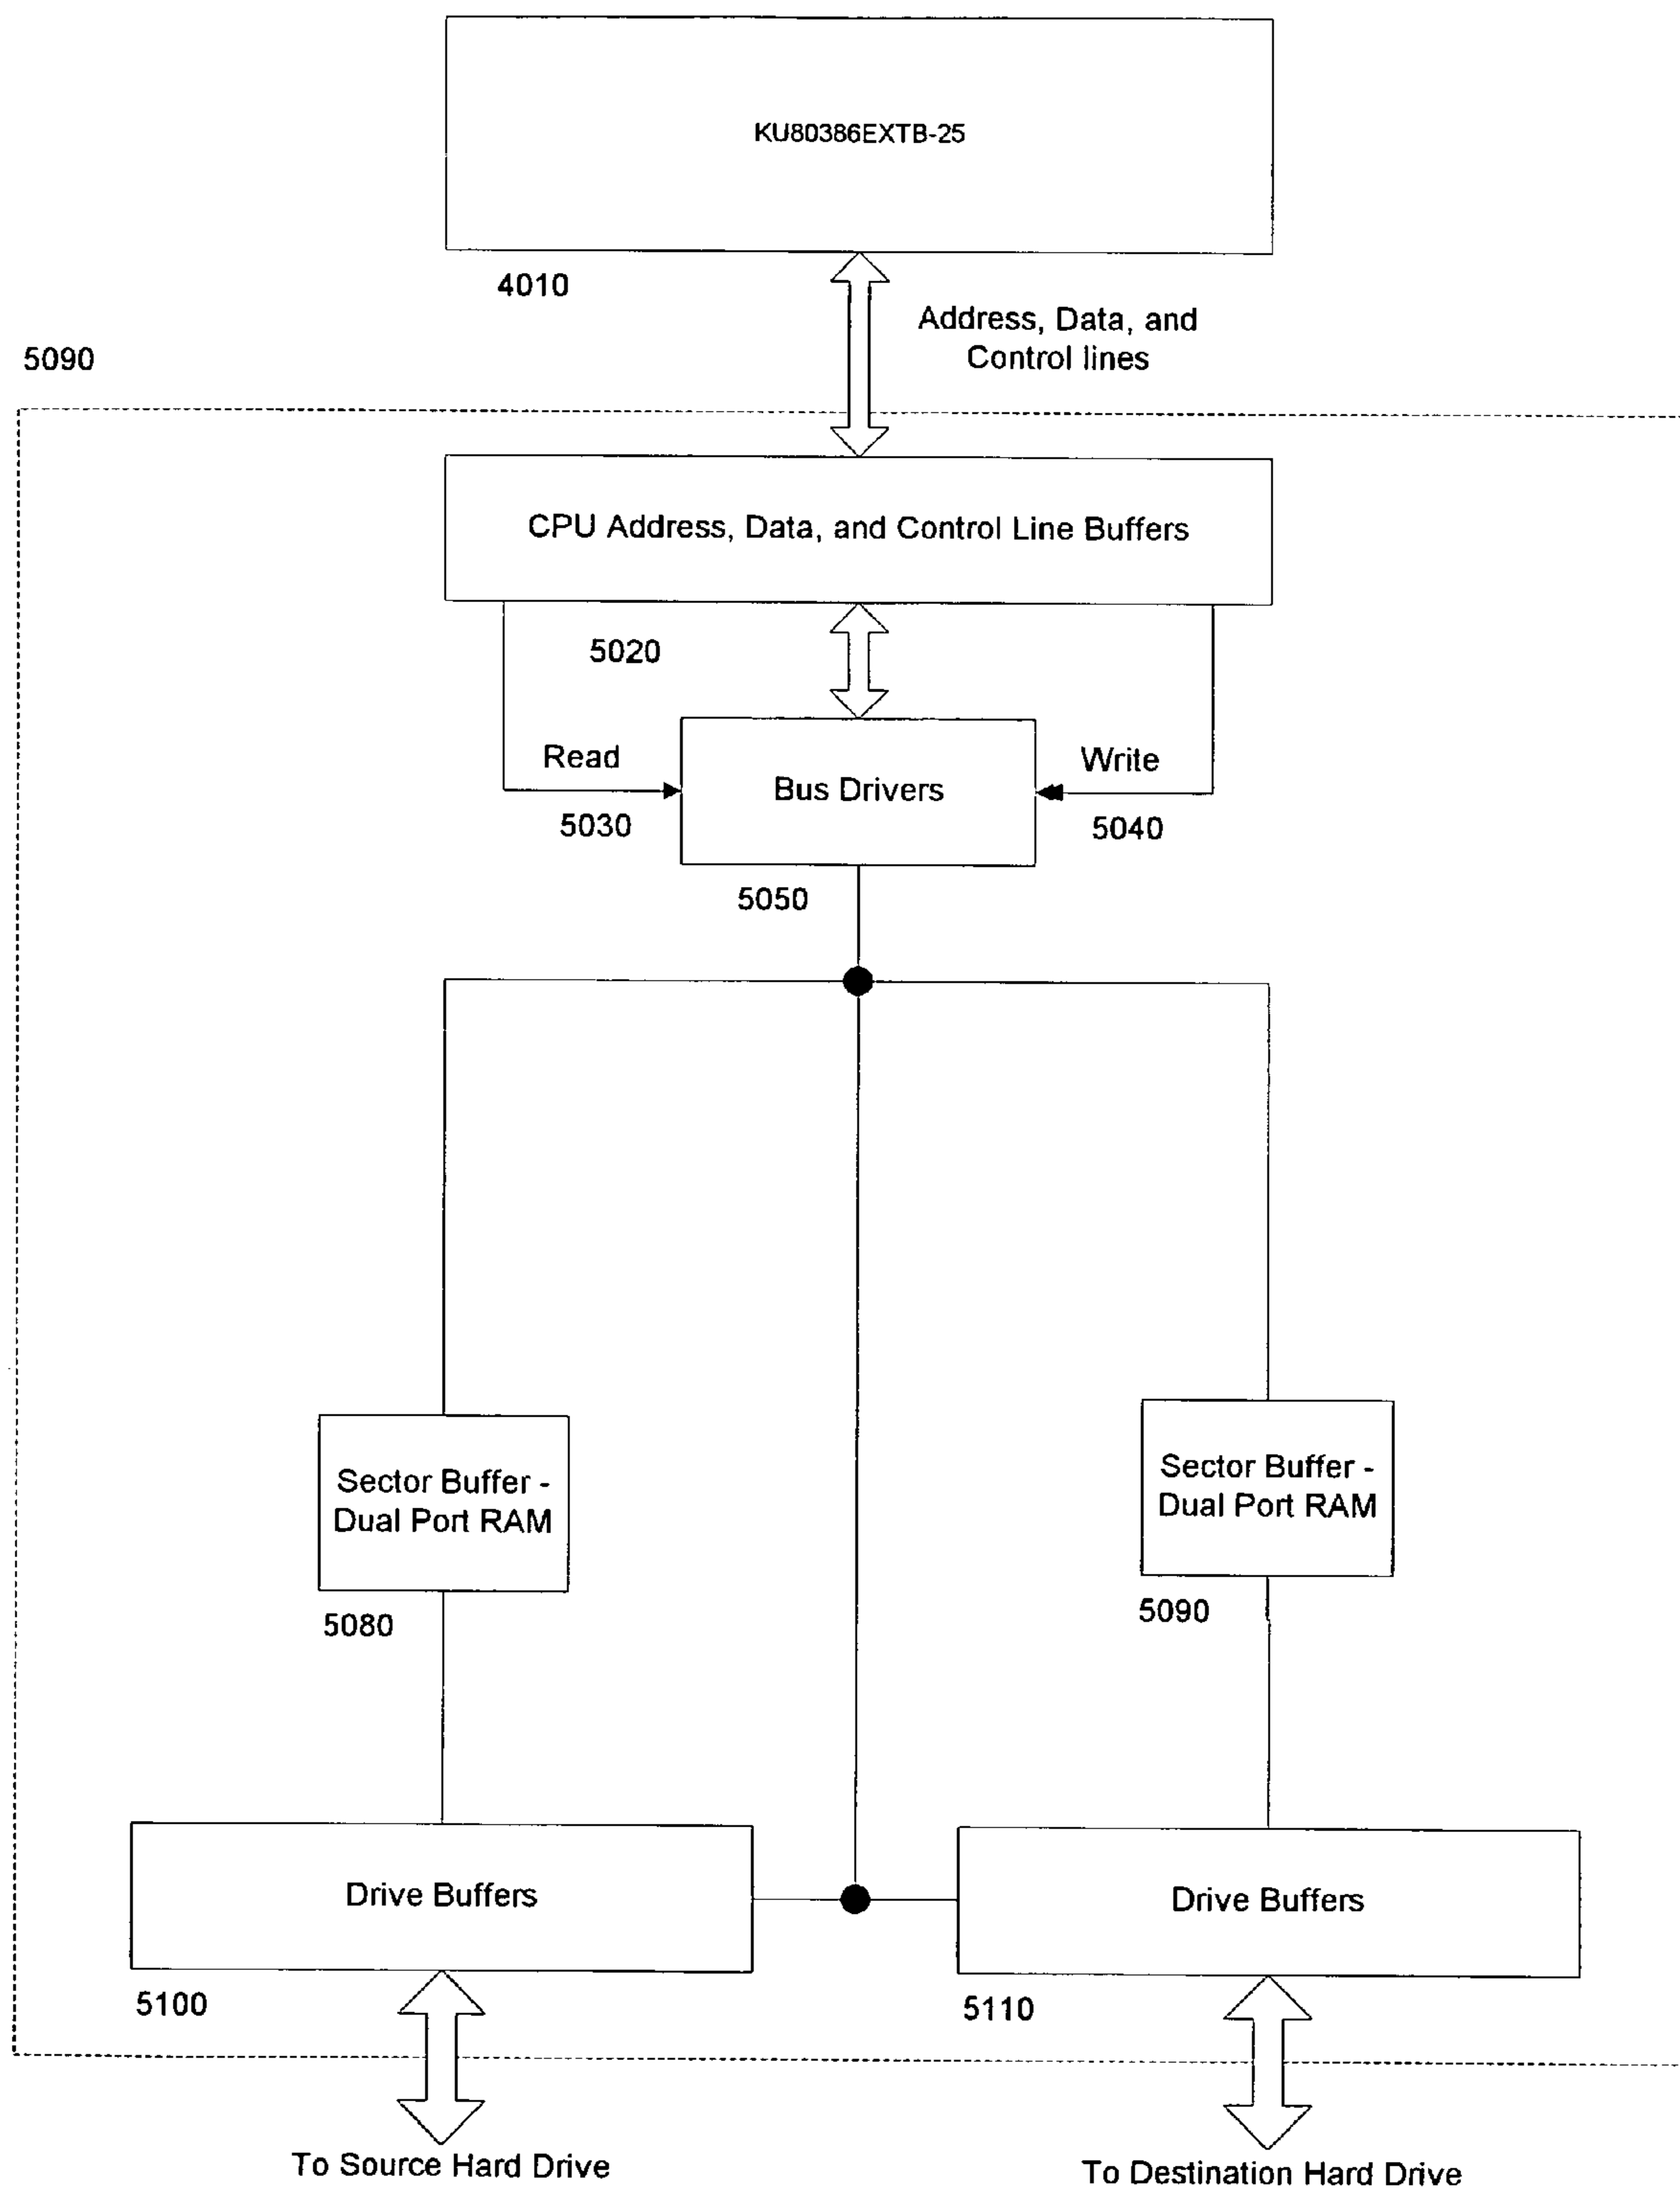 KU80386EXTB-25
4010
Address, Data, and
Control lines
5090
CPU Address, Data, and Control Line Buffers
5020
Read
Bus Drivers
Write
5030
5040
5050
Sector Buffer -
Dual Port RAM
Sector Buffer -
Dual Port RAM
5080
5090
Drive Buffers
Drive Buffers
5100
5110
To Source Hard Drive
To Destination Hard Drive